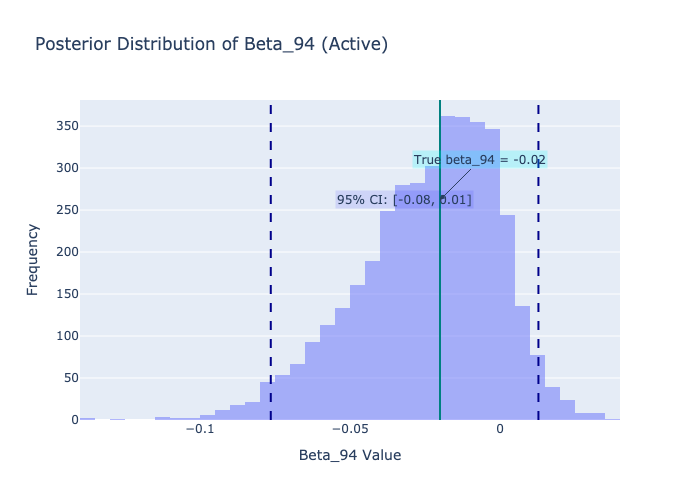 Posterior Distribution of Beta_94 (Active)
350
300
250
200
150
100
50
0
Frequency
True beta_94 = -0.02
95% CI: [-0.08, 0.01]
−0.1
−0.05
0
Beta_94 Value